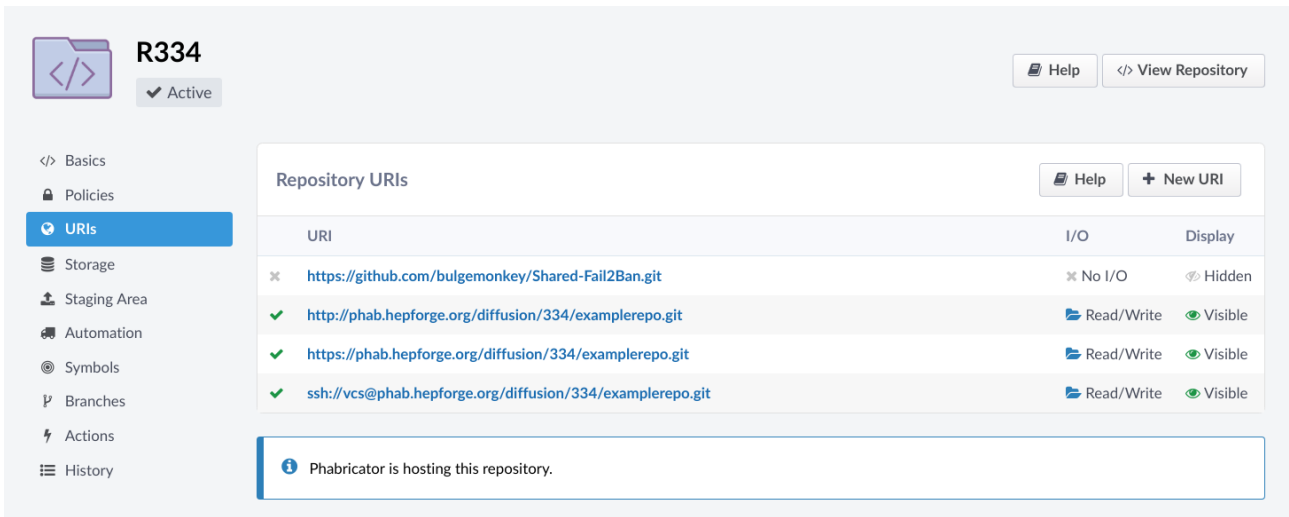 R334
Active
Help
</> View Repository
Basics
Policies
URIs
Storage
Staging Area
Automation
Symbols
Branches
Actions
History
Repository URIs
Help
New URI
URI I/O Display
https://github.com/bulgemonkey/Shared-Fail2Ban.git No I/O Hidden
http://phab.hepforge.org/diffusion/334/examplerepo.git Read/Write Visible
https://phab.hepforge.org/diffusion/334/examplerepo.git Read/Write Visible
ssh://vcs@phab.hepforge.org/diffusion/334/examplerepo.git Read/Write Visible
Phabricator is hosting this repository.